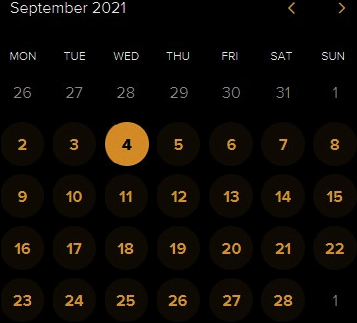 September 2021
MON TUE WED THU FRI SAT SUN
26 27 28 29 30 31 1
2 3 4 5 6 7 8
9 10 11 12 13 14 15
16 17 18 19 20 21 22
23 24 25 26 27 28 1